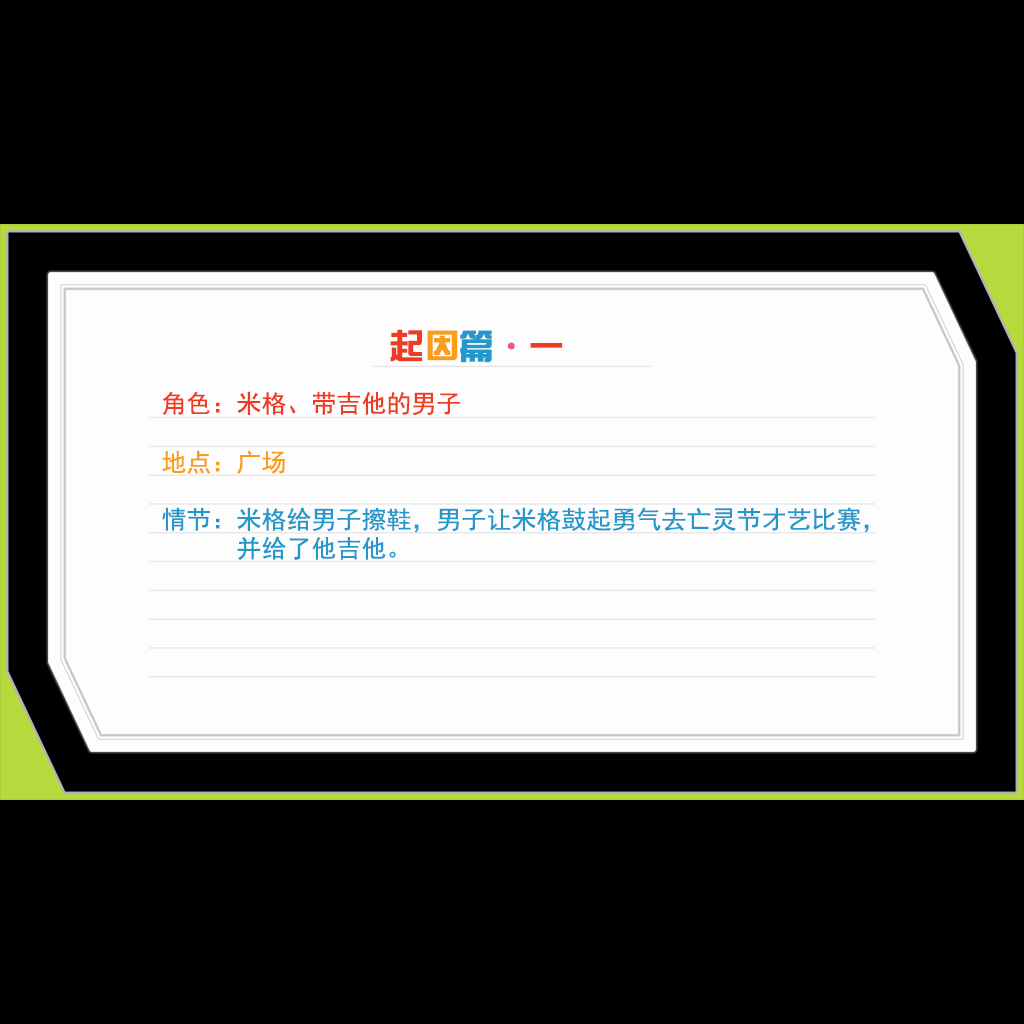 起因篇·一
角色：米格、带吉他的男子
地点：广场
情节：米格给男子擦鞋，男子让米格鼓起勇气去亡灵节才艺比赛，
并给了他吉他。